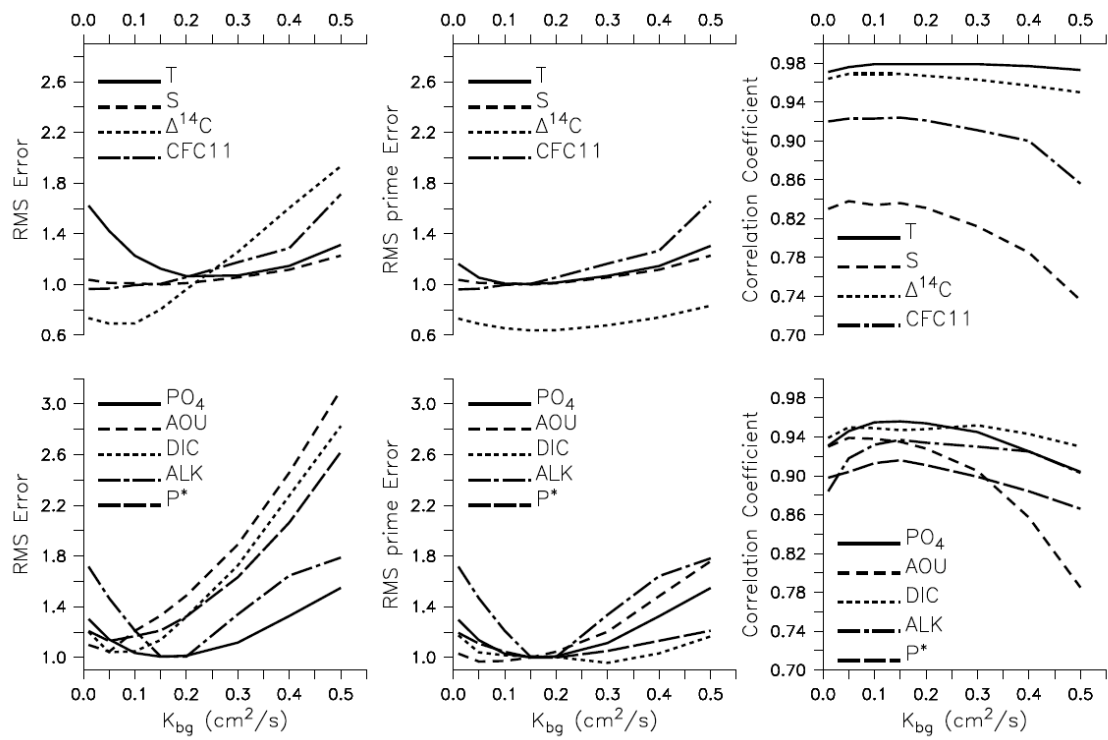 0.0 0.1 0.2 0.3 0.4 0.5
0.0 0.1 0.2 0.3 0.4 0.5
0.0 0.1 0.2 0.3 0.4 0.5
RMS Error
2.6
2.2
1.8
1.4
1.0
0.6
T
S
Δ¹⁴C
CFC11
RMS prime Error
2.6
2.2
1.8
1.4
1.0
0.6
T
S
Δ¹⁴C
CFC11
Correlation Coefficient
0.98
0.94
0.90
0.86
0.82
0.78
0.74
0.70
T
S
Δ¹⁴C
CFC11
RMS Error
3.0
2.6
2.2
1.8
1.4
1.0
PO₄
AOU
DIC
ALK
P*
0.0 0.1 0.2 0.3 0.4 0.5
K_bg (cm²/s)
RMS prime Error
3.0
2.6
2.2
1.8
1.4
1.0
PO₄
AOU
DIC
ALK
P*
0.0 0.1 0.2 0.3 0.4 0.5
K_bg (cm²/s)
Correlation Coefficient
0.98
0.94
0.90
0.86
0.82
0.78
0.74
0.70
PO₄
AOU
DIC
ALK
P*
0.0 0.1 0.2 0.3 0.4 0.5
K_bg (cm²/s)